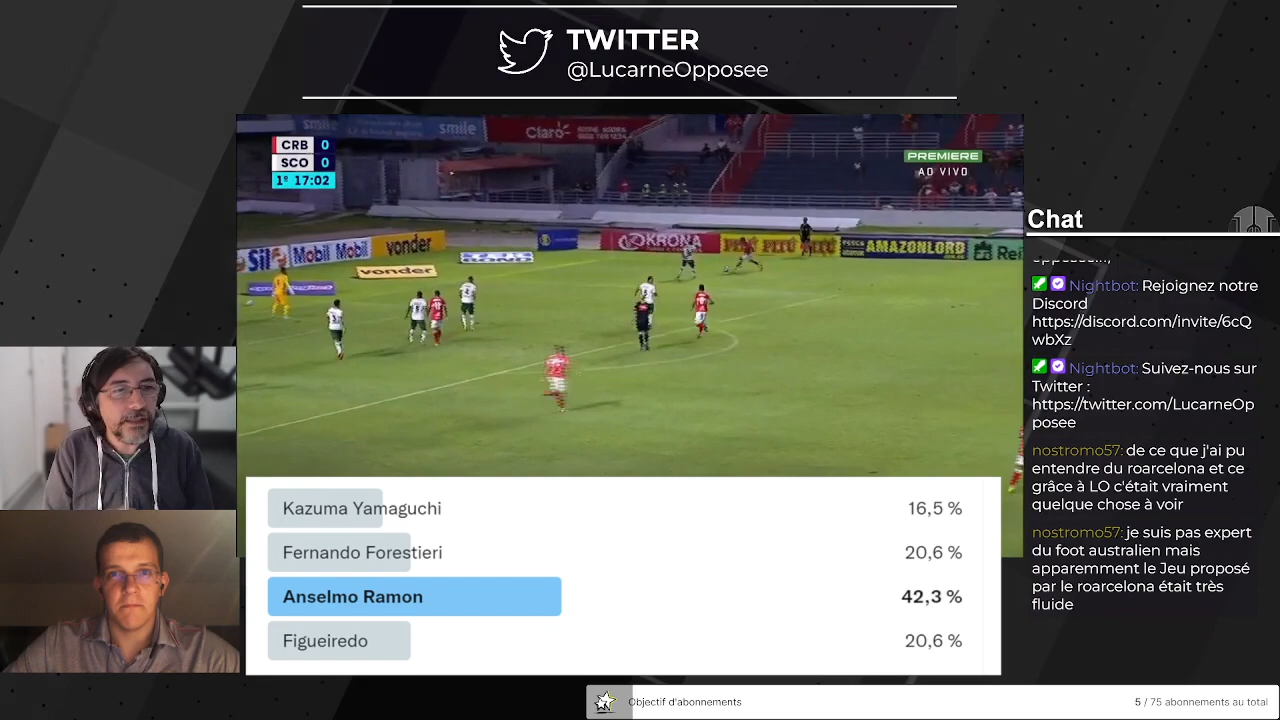 TWITTER
@LucarneOpposee
smile
smile
Claro
CRB 0
SCO 0
1º 17:02
PREMIERE
AO VIVO
Sil
Mobil Mobil
vonder
vonder
KRONA
PITÚ PITÚ
AMAZONLORD
Chat
Nightbot: Rejoignez notre
Discord
https://discord.com/invite/6cQ
wbXz
Nightbot: Suivez-nous sur
Twitter :
https://twitter.com/LucarneOp
posee
nostromo57: de ce que j'ai pu
entendre du roarcelona et ce
grâce à LO c'était vraiment
quelque chose à voir
nostromo57: je suis pas expert
du foot australien mais
apparemment le Jeu proposé
par le roarcelona était très
fluide
Kazuma Yamaguchi 16,5 %
Fernando Forestieri 20,6 %
Anselmo Ramon 42,3 %
Figueiredo 20,6 %
Objectif d'abonnements
5 / 75 abonnements au total